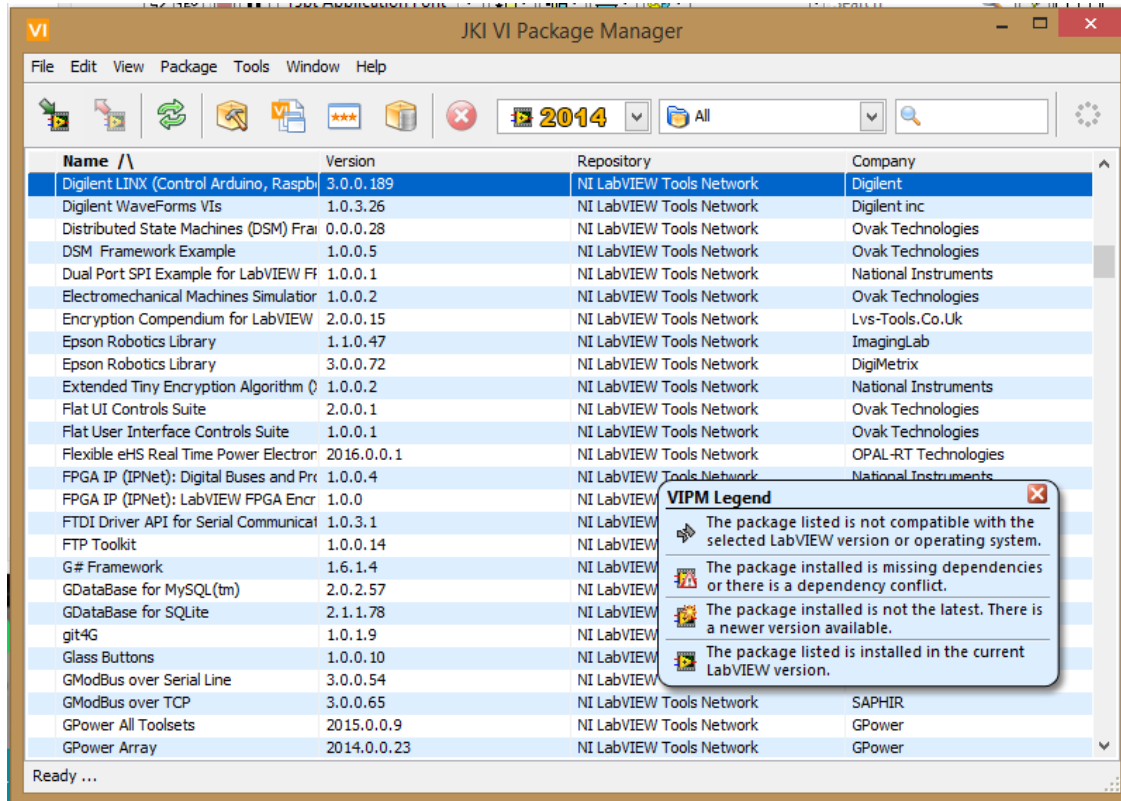 15pt Application Font
Search
VI JKI VI Package Manager
File Edit View Package Tools Window Help
2014 All
Name /\ Version Repository Company
Digilent LINX (Control Arduino, Raspb 3.0.0.189 NI LabVIEW Tools Network Digilent
Digilent WaveForms VIs 1.0.3.26 NI LabVIEW Tools Network Digilent inc
Distributed State Machines (DSM) Fra 0.0.0.28 NI LabVIEW Tools Network Ovak Technologies
DSM Framework Example 1.0.0.5 NI LabVIEW Tools Network Ovak Technologies
Dual Port SPI Example for LabVIEW FF 1.0.0.1 NI LabVIEW Tools Network National Instruments
Electromechanical Machines Simulation 1.0.0.2 NI LabVIEW Tools Network Ovak Technologies
Encryption Compendium for LabVIEW 2.0.0.15 NI LabVIEW Tools Network Lvs-Tools.Co.Uk
Epson Robotics Library 1.1.0.47 NI LabVIEW Tools Network ImagingLab
Epson Robotics Library 3.0.0.72 NI LabVIEW Tools Network DigiMetrix
Extended Tiny Encryption Algorithm (X 1.0.0.2 NI LabVIEW Tools Network National Instruments
Flat UI Controls Suite 2.0.0.1 NI LabVIEW Tools Network Ovak Technologies
Flat User Interface Controls Suite 1.0.0.1 NI LabVIEW Tools Network Ovak Technologies
Flexible eHS Real Time Power Electron 2016.0.0.1 NI LabVIEW Tools Network OPAL-RT Technologies
FPGA IP (IPNet): Digital Buses and Pro 1.0.0.4 NI LabVIEW Tools Network National Instruments
FPGA IP (IPNet): LabVIEW FPGA Encr 1.0.0 NI LabVIEW
FTDI Driver API for Serial Communicat 1.0.3.1 NI LabVIEW
FTP Toolkit 1.0.0.14 NI LabVIEW
G# Framework 1.6.1.4 NI LabVIEW
GDataBase for MySQL(tm) 2.0.2.57 NI LabVIEW
GDataBase for SQLite 2.1.1.78 NI LabVIEW
git4G 1.0.1.9 NI LabVIEW
Glass Buttons 1.0.0.10 NI LabVIEW
GModBus over Serial Line 3.0.0.54 NI LabVIEW
GModBus over TCP 3.0.0.65 NI LabVIEW Tools Network SAPHIR
GPower All Toolsets 2015.0.0.9 NI LabVIEW Tools Network GPower
GPower Array 2014.0.0.23 NI LabVIEW Tools Network GPower
VIPM Legend
The package listed is not compatible with the
selected LabVIEW version or operating system.
The package installed is missing dependencies
or there is a dependency conflict.
The package installed is not the latest. There is
a newer version available.
The package listed is installed in the current
LabVIEW version.
Ready ...